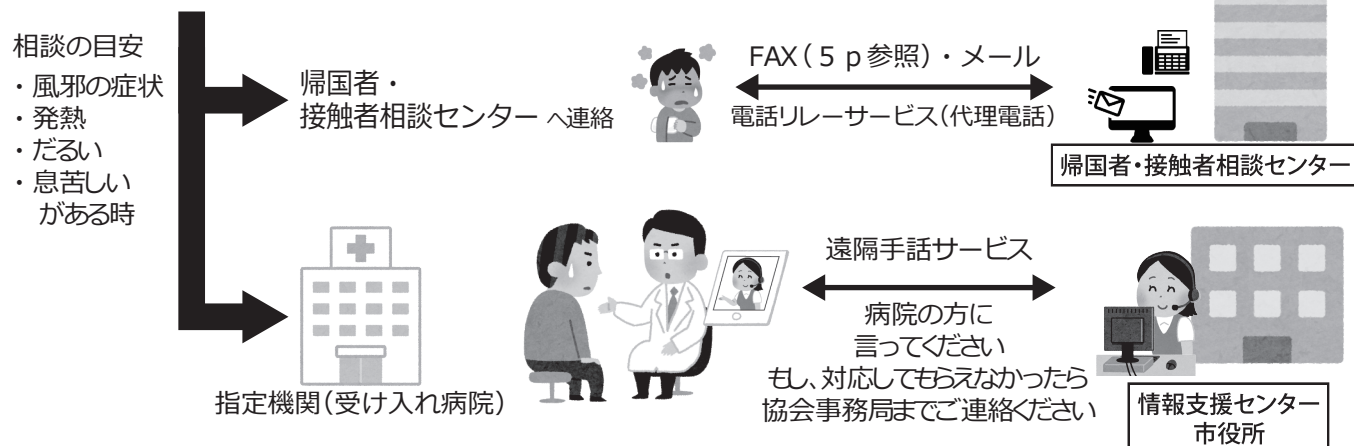 相談の目安
・風邪の症状
・発熱
・だるい
・息苦しい
がある時
帰国者・
接触者相談センター へ連絡
FAX(5p参照)・メール
電話リレーサービス(代理電話)
帰国者・接触者相談センター
指定機関(受け入れ病院)
遠隔手話サービス
病院の方に
言ってください
もし、対応してもらえなかったら
協会事務局までご連絡ください
情報支援センター
市役所